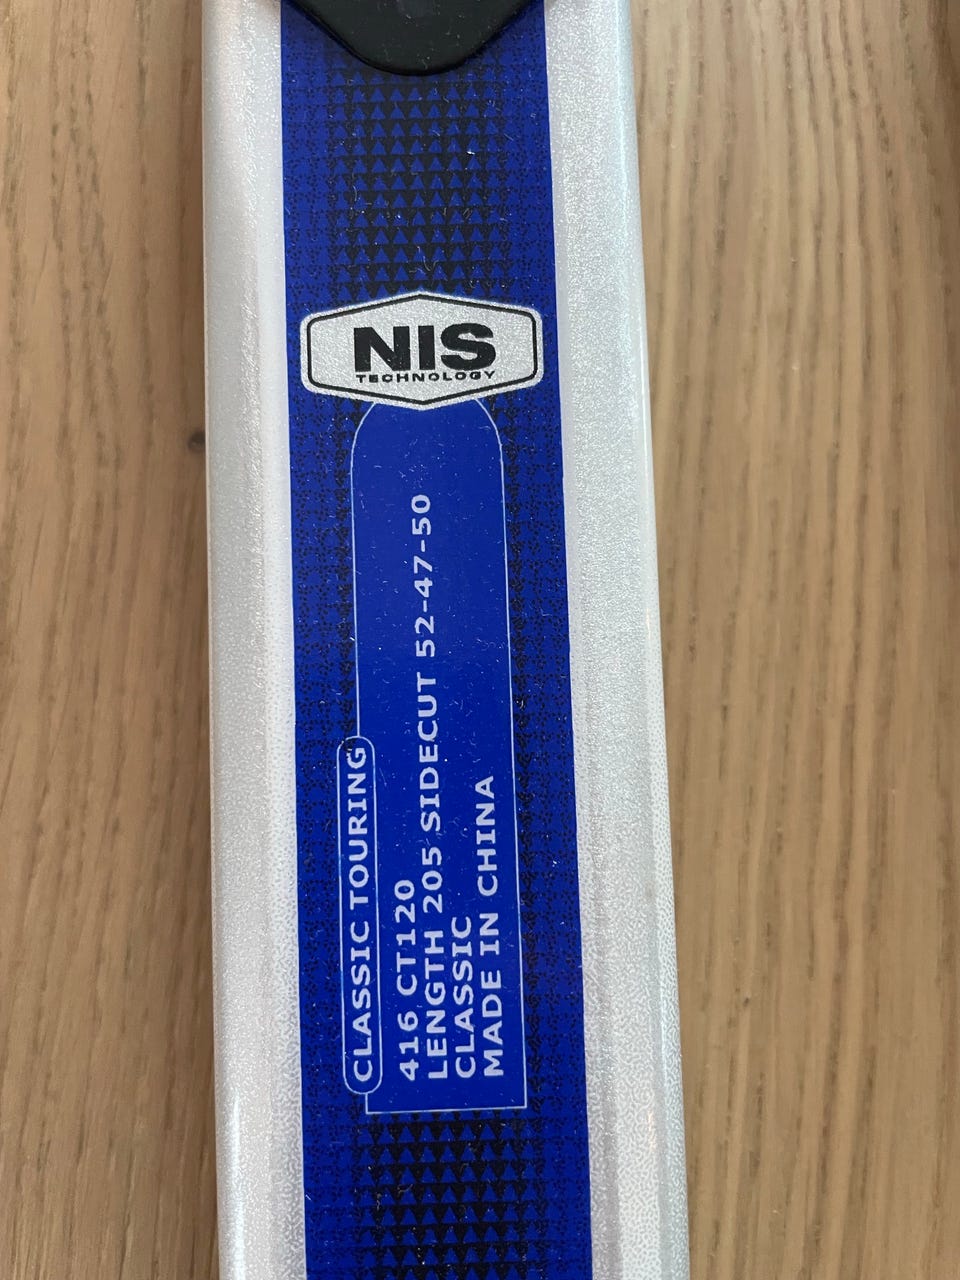 NIS
TECHNOLOGY
CLASSIC TOURING
416 CT120
LENGTH 205 SIDECUT 52-47-50
CLASSIC
MADE IN CHINA